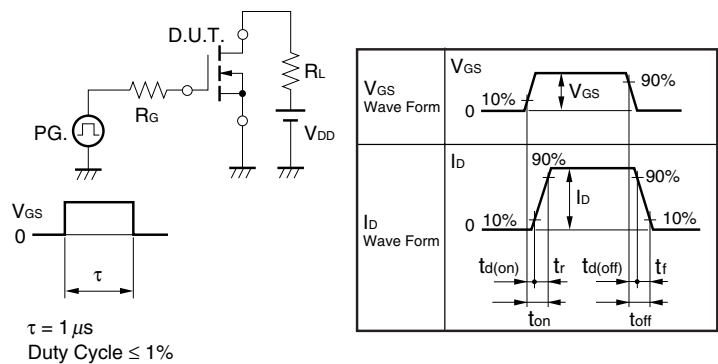 D.U.T.
RL
RG
PG.
VDD
VGS
0
τ
τ = 1 μs
Duty Cycle ≤ 1%
VGS
Wave Form
VGS
10%
0
VGS
90%
ID
Wave Form
ID
90%
90%
0 10%
ID
10%
td(on) tr td(off) tf
ton toff